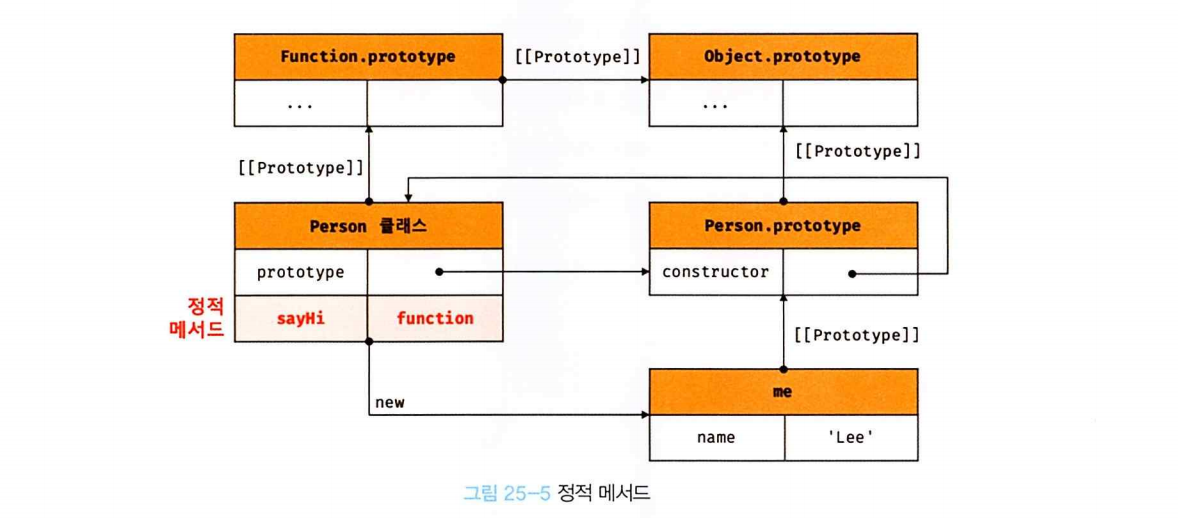 Function.prototype
[[Prototype]]
Object.prototype
...
...
[[Prototype]]
[[Prototype]]
Person 클래스
Person.prototype
prototype
constructor
정적
메서드
sayHi
function
[[Prototype]]
new
me
name
'Lee'
그림 25-5 정적 메서드